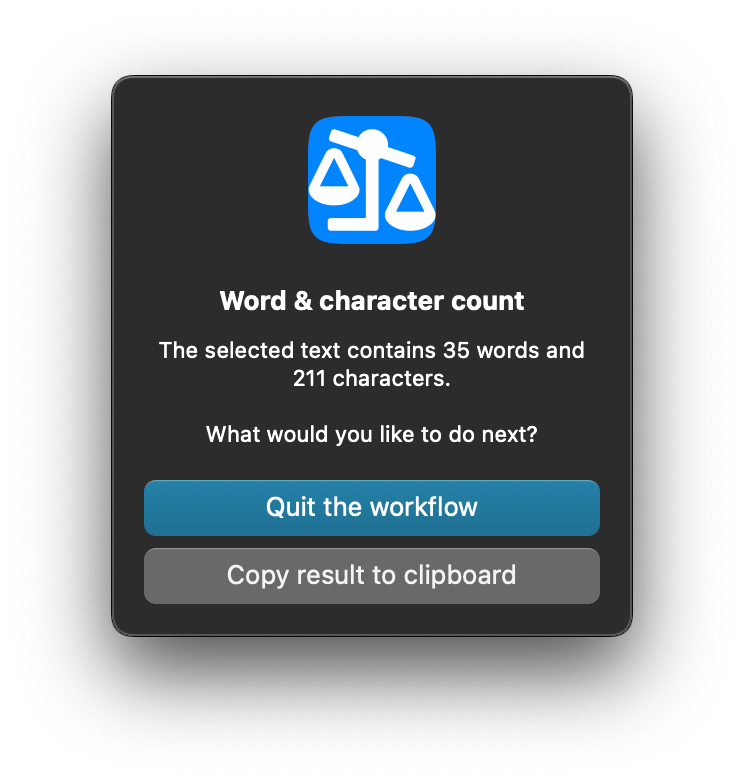 Word & character count
The selected text contains 35 words and
211 characters.
What would you like to do next?
Quit the workflow
Copy result to clipboard